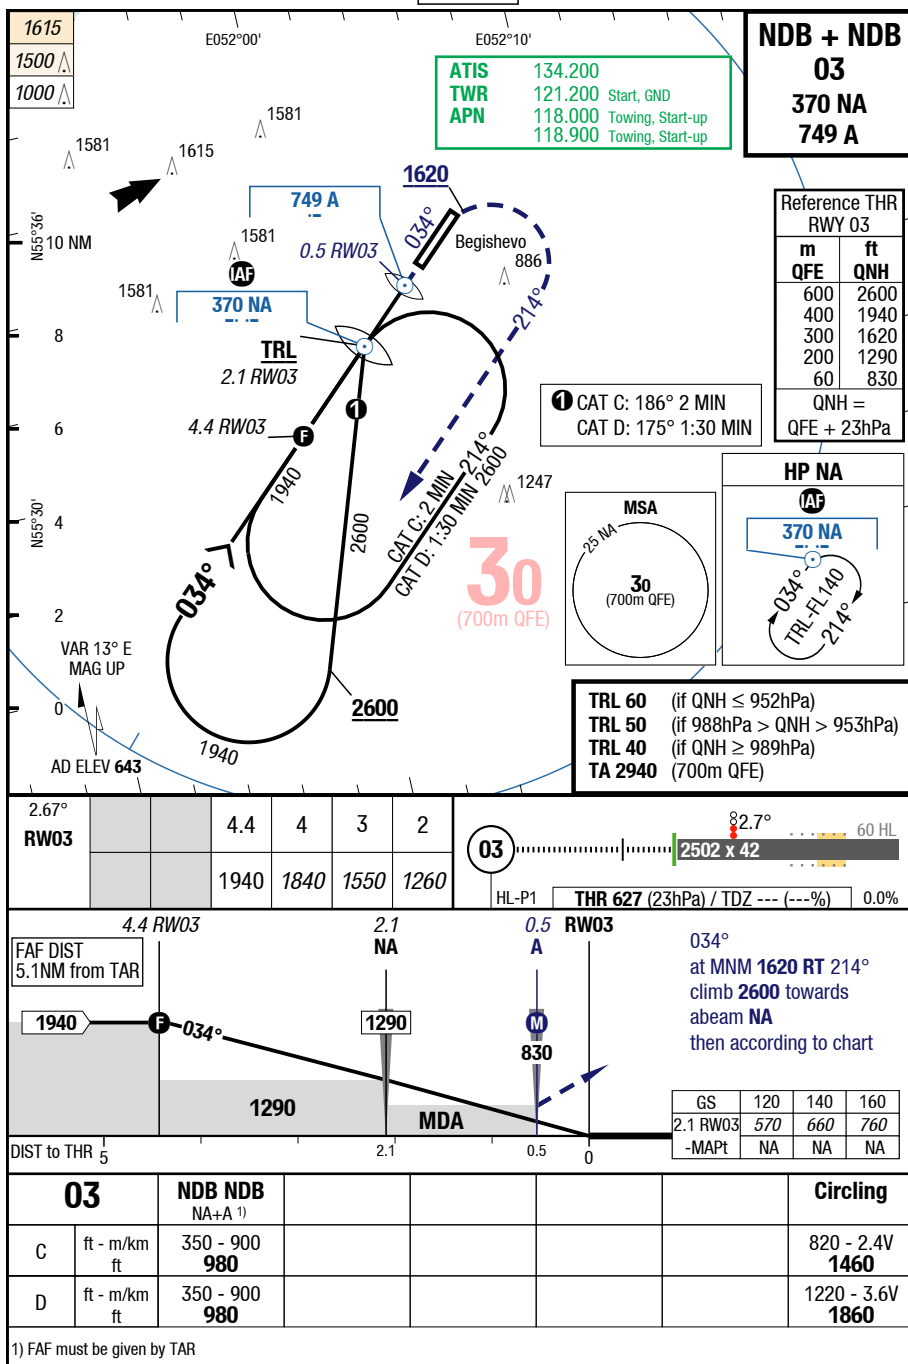 1615
1500
1000
E052°00'
E052°10'
NDB + NDB
03
370 NA
749 A
ATIS 134.200
TWR 121.200 Start, GND
APN 118.000 Towing, Start-up
118.900 Towing, Start-up
1581
1581
1615
1620
749 A
034°
Begishevo
N55°36'
10 NM
1581
0.5 RW03
886
IAF
1581
370 NA
214°
Reference THR
RWY 03
m ft
QFE QNH
600 2600
400 1940
300 1620
200 1290
60 830
QNH =
QFE + 23hPa
8
TRL
2.1 RW03
1
1 CAT C: 186° 2 MIN
CAT D: 175° 1:30 MIN
6
4.4 RW03
F
214°
1940
2600
CAT C: 2 MIN
CAT D: 1:30 MIN 2600
1247
N55°30'
4
30
(700m QFE)
MSA
25 NA
30
(700m QFE)
HP NA
IAF
370 NA
034°
TRL-FL140
214°
034°
2
VAR 13° E
MAG UP
0
2600
1940
AD ELEV 643
TRL 60 (if QNH ≤ 952hPa)
TRL 50 (if 988hPa > QNH > 953hPa)
TRL 40 (if QNH ≥ 989hPa)
TA 2940 (700m QFE)
2.67°
RW03
4.4 4 3 2
1940 1840 1550 1260
03
2.7°
60 HL
2502 x 42
HL-P1
THR 627 (23hPa) / TDZ --- (---%)
0.0%
4.4 RW03
2.1
NA
0.5
A
RW03
FAF DIST
5.1NM from TAR
1940
F
034°
1290
M
830
1290
MDA
034°
at MNM 1620 RT 214°
climb 2600 towards
abeam NA
then according to chart
GS 120 140 160
2.1 RW03 570 660 760
-MAPt NA NA NA
DIST to THR 5 2.1 0.5 0
03 NDB NDB Circling
NA+A 1)
C ft - m/km 350 - 900 820 - 2.4V
ft 980 1460
D ft - m/km 350 - 900 1220 - 3.6V
ft 980 1860
1) FAF must be given by TAR